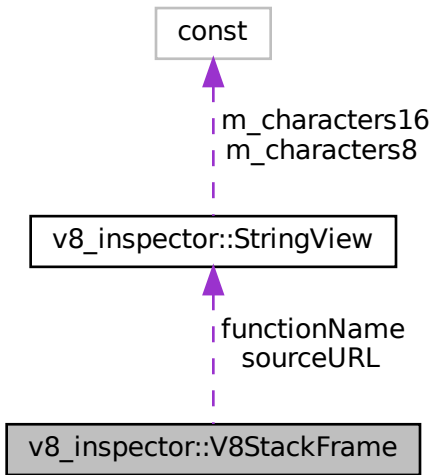 const
m_characters16
m_characters8
v8_inspector::StringView
functionName
sourceURL
v8_inspector::V8StackFrame